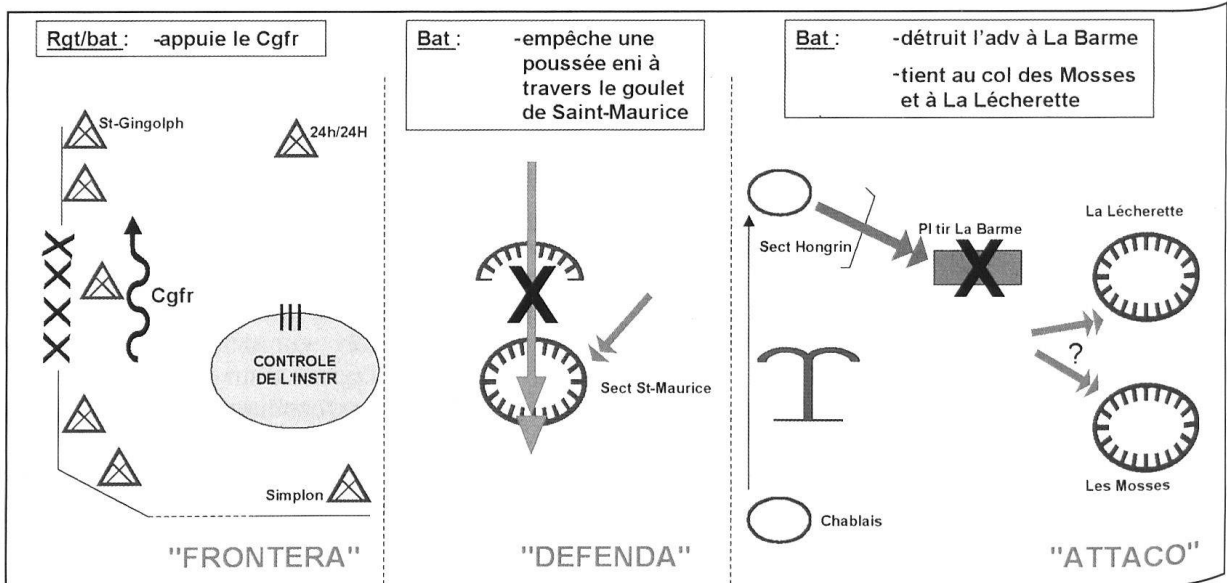 Rgt/bat : -appuie le Cgfr
St-Gingolph
24h/24H
Cgfr
CONTROLE
DE L'INSTR
Simplon
"FRONTERA"
Bat : -empêche une
poussée eni à
travers le goulet
de Saint-Maurice
Sect St-Maurice
"DEFENDA"
Bat : -détruit l'adv à La Barme
-tient au col des Mosses
et à La Lécherette
Sect Hongrin
Pl tir La Barme
La Lécherette
?
Les Mosses
Chablais
"ATTACO"